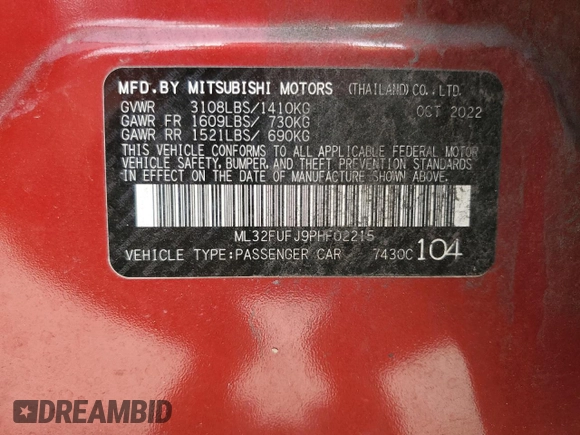 MFD. BY MITSUBISHI MOTORS (THAILAND) CO., LTD.
GVWR 3108LBS/1410KG OCT 2022
GAWR FR 1609LBS/ 730KG
GAWR RR 1521LBS/ 690KG
THIS VEHICLE CONFORMS TO ALL APPLICABLE FEDERAL MOTOR
VEHICLE SAFETY, BUMPER, AND THEFT PREVENTION STANDARDS
IN EFFECT ON THE DATE OF MANUFACTURE SHOWN ABOVE.
ML32FUFJ9PHF02215
VEHICLE TYPE:PASSENGER CAR 7430C 104
DREAMBID